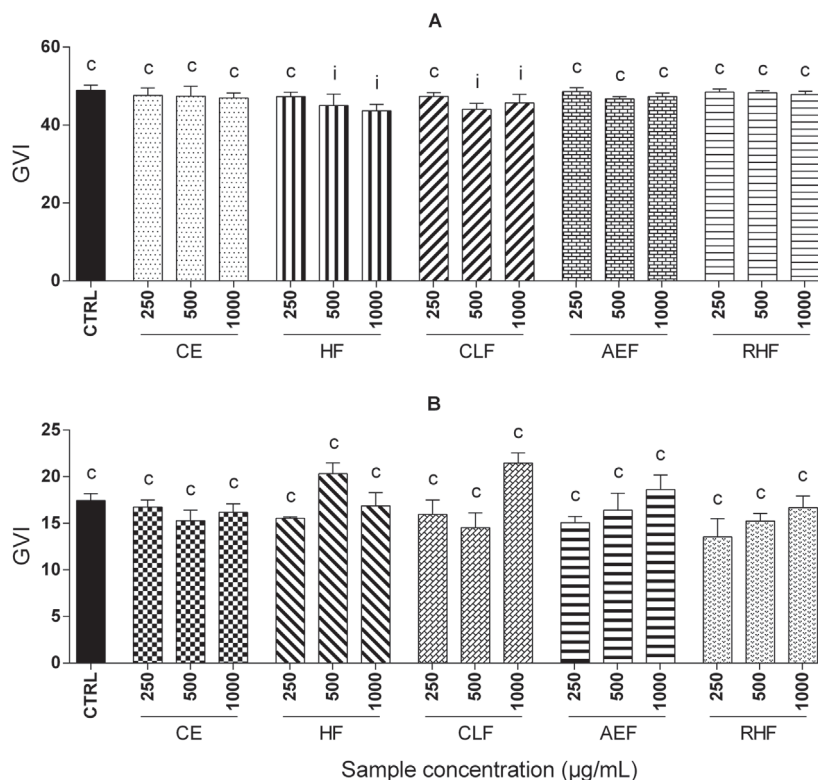 A
c c c c c i i c i i c c c c c c
GVI
60
40
20
0
CTRL 250 500 1000 250 500 1000 250 500 1000 250 500 1000 250 500 1000
CE HF CLF AEF RHF
B
c c c c c c c c c c c c c c c c
GVI
25
20
15
10
5
0
CTRL 250 500 1000 250 500 1000 250 500 1000 250 500 1000 250 500 1000
CE HF CLF AEF RHF
Sample concentration (µg/mL)